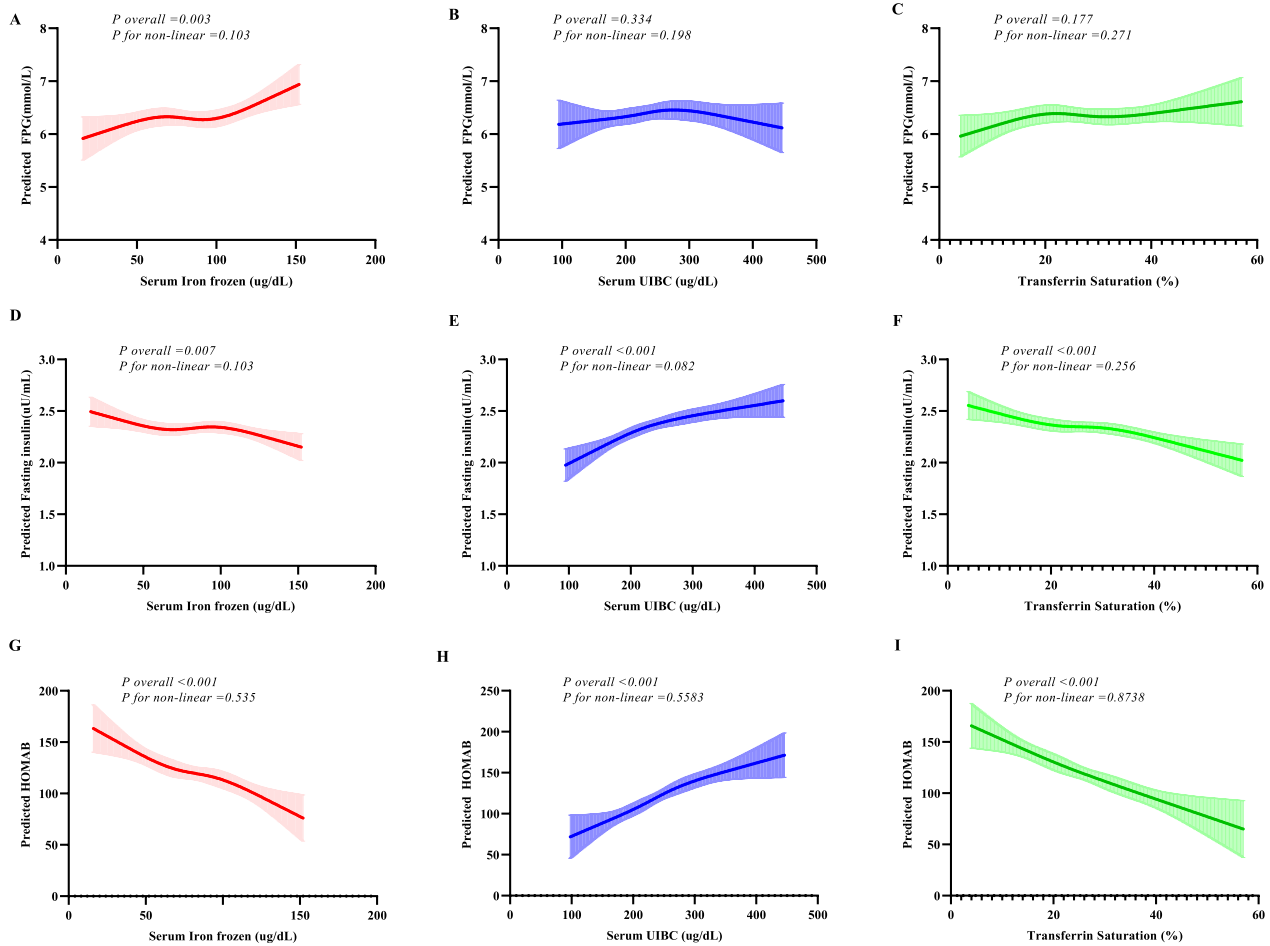 A
P overall =0.003
P for non-linear =0.103
8
7
6
5
4
Predicted FPG(mmol/L)
0
50
100
150
200
Serum Iron frozen (ug/dL)
B
P overall =0.334
P for non-linear =0.198
8
7
6
5
4
Predicted FPG(mmol/L)
0
100
200
300
400
500
Serum UIBC (ug/dL)
C
P overall =0.177
P for non-linear =0.271
8
7
6
5
4
Predicted FPG(mmol/L)
0
20
40
60
Transferrin Saturation (%)
D
P overall =0.007
P for non-linear =0.103
3.0
2.5
2.0
1.5
1.0
Predicted Fasting insulin(uU/mL)
0
50
100
150
200
Serum Iron frozen (ug/dL)
E
P overall <0.001
P for non-linear =0.082
3.0
2.5
2.0
1.5
1.0
Predicted Fasting insulin(uU/mL)
0
100
200
300
400
500
Serum UIBC (ug/dL)
F
P overall <0.001
P for non-linear =0.256
3.0
2.5
2.0
1.5
1.0
Predicted Fasting insulin(uU/mL)
0
20
40
60
Transferrin Saturation (%)
G
P overall <0.001
P for non-linear =0.535
200
150
100
50
0
Predicted HOMAB
0
50
100
150
200
Serum Iron frozen (ug/dL)
H
P overall <0.001
P for non-linear =0.5583
250
200
150
100
50
0
Predicted HOMAB
0
100
200
300
400
500
Serum UIBC (ug/dL)
I
P overall <0.001
P for non-linear =0.8738
200
150
100
50
0
Predicted HOMAB
0
20
40
60
Transferrin Saturation (%)